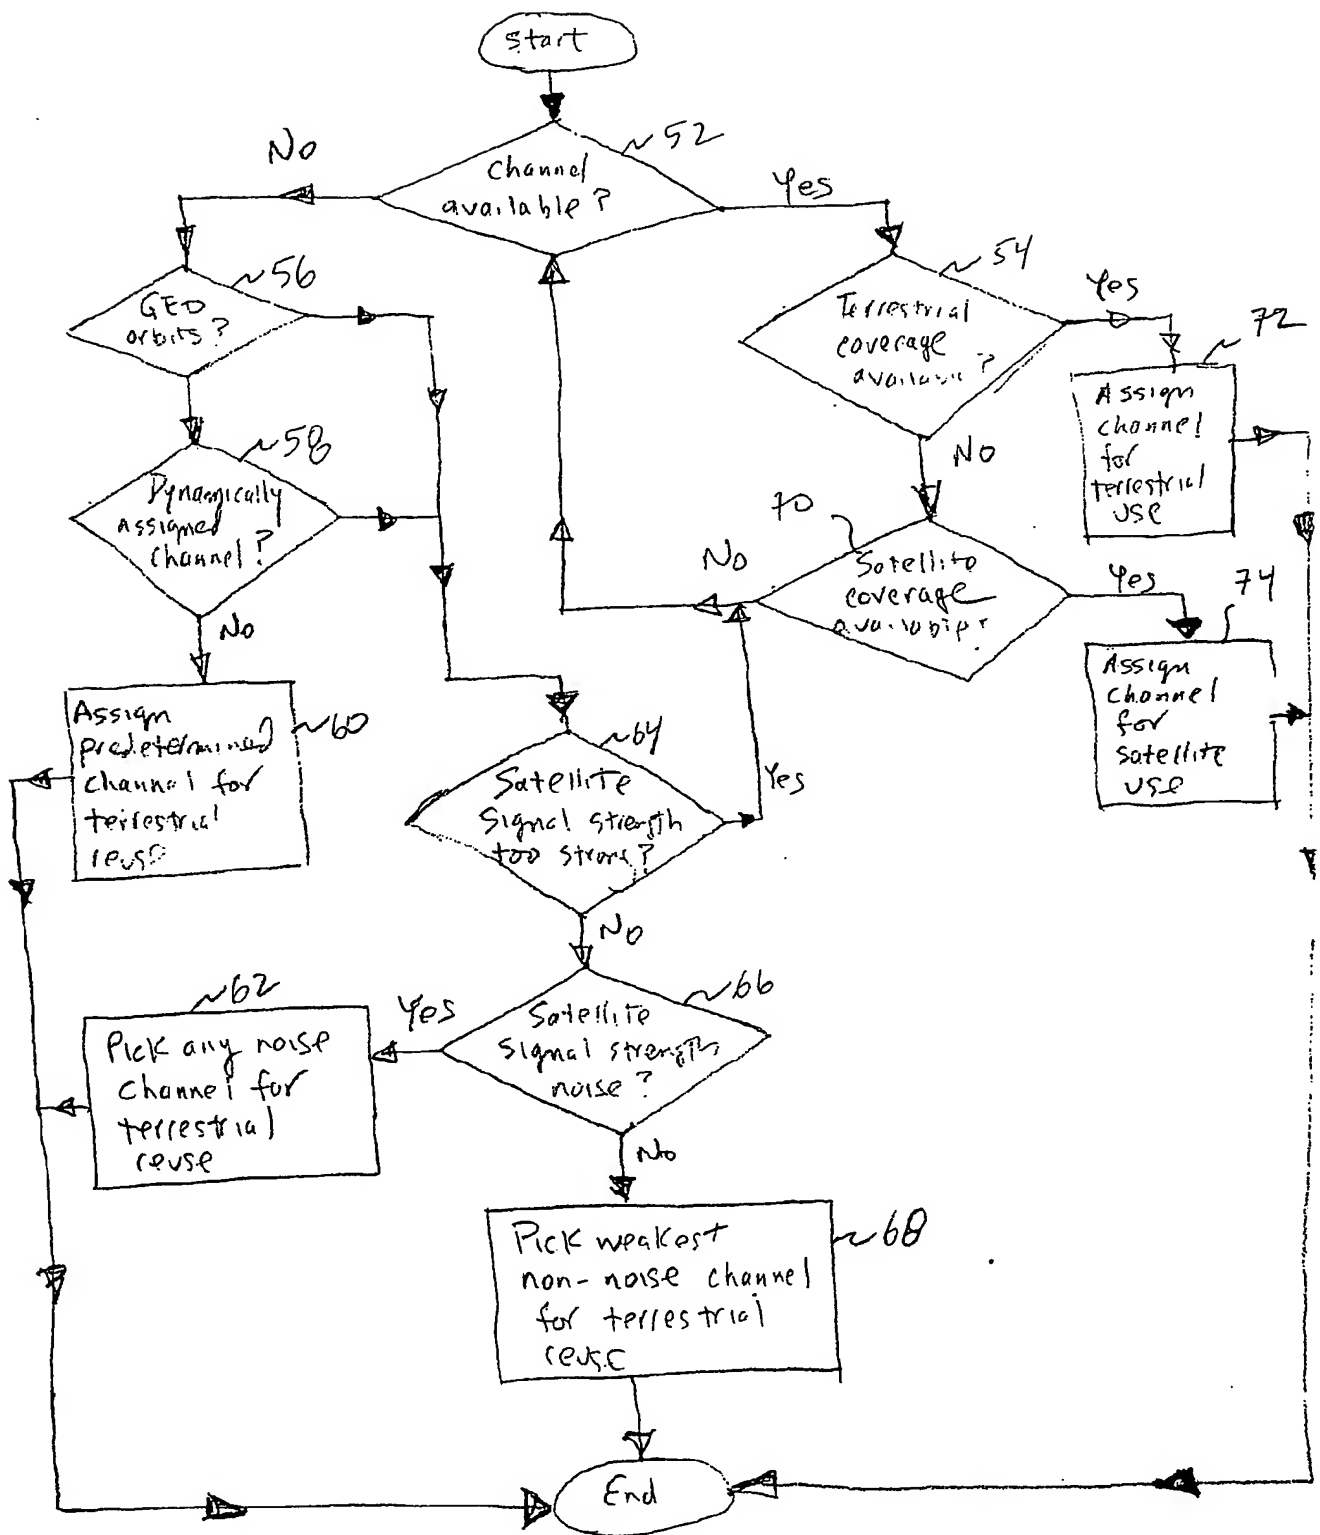 Start
52
Channel
available?
No
Yes
56
GEO
orbits?
54
Terrestrial
coverage
available?
Yes
72
Assign
channel
for
terrestrial
use
58
Dynamically
assigned
channel?
No
70
No
Satellite
coverage
available?
Yes
74
Assign
channel
for
satellite
use
No
60
Assign
predetermined
channel for
terrestrial
reuse
64
Satellite
signal strength
too strong?
Yes
No
62
Pick any noise
channel for
terrestrial
reuse
Yes
66
Satellite
signal strength
noise?
No
68
Pick weakest
non-noise channel
for terrestrial
reuse
End